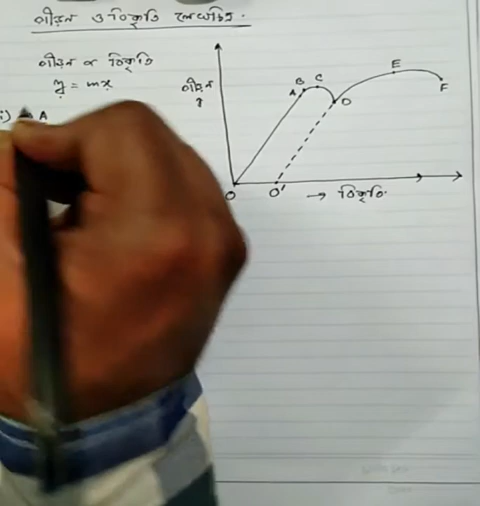 পীড়ন ও বিকৃতি লেখচিত্র.
পীড়ন ∝ বিকৃতি
y = mx
i) A
পীড়ন
y
A
B
C
D
E
F
O
O'
→ বিকৃতি